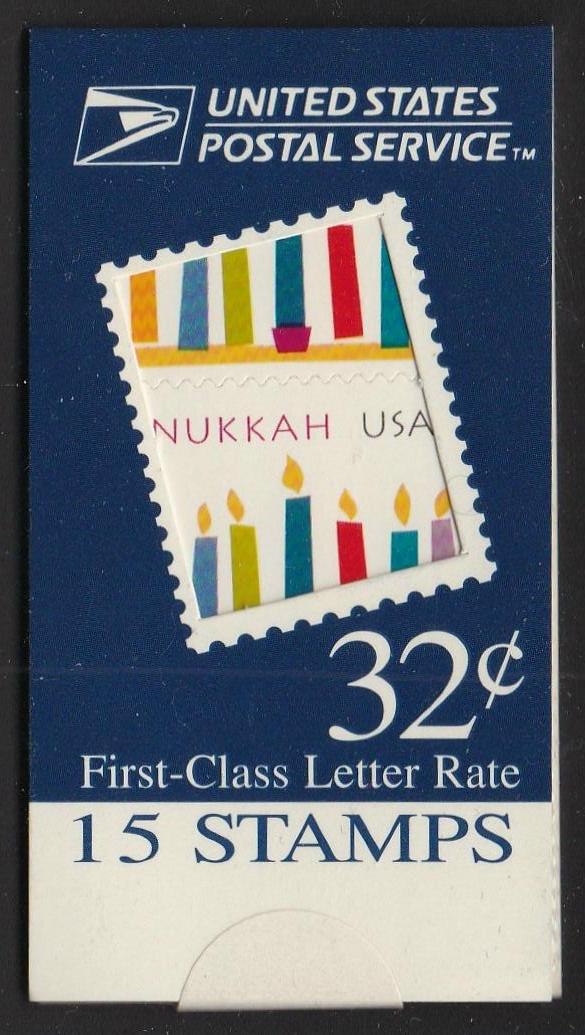 UNITED STATES
POSTAL SERVICE™
NUKKAH USA
32¢
First-Class Letter Rate
15 STAMPS